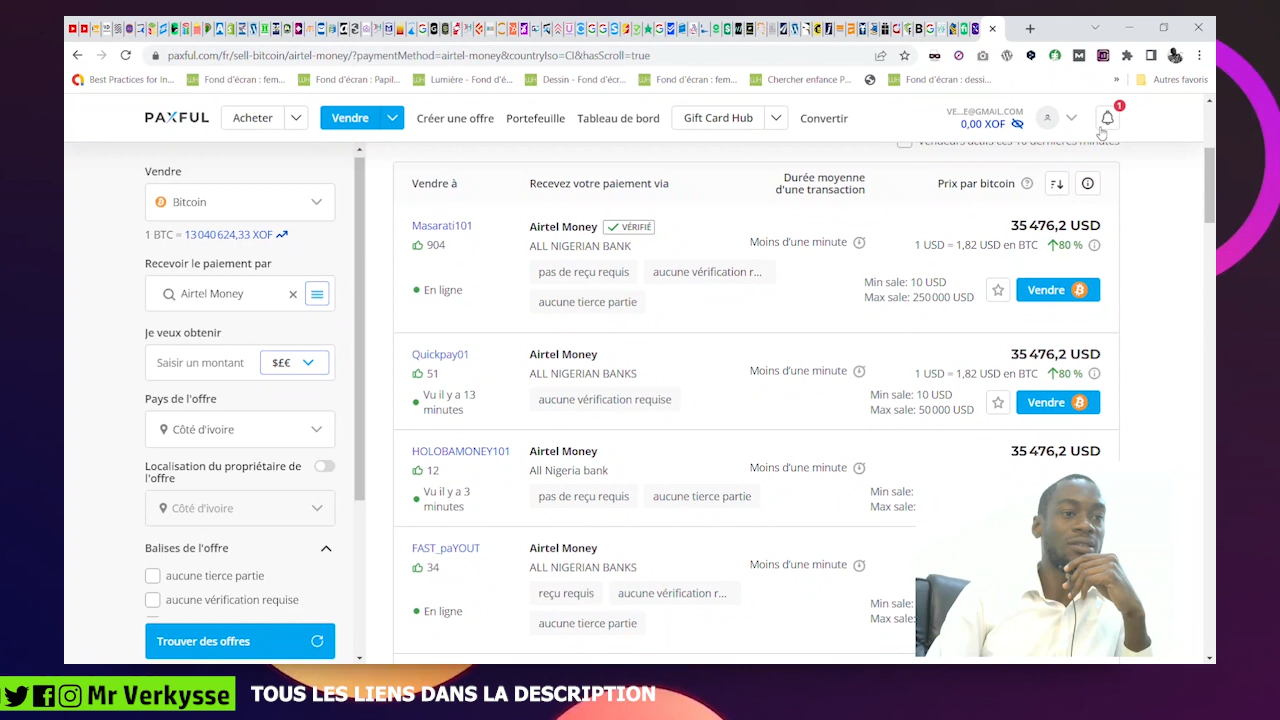 Best Practices for In...
Fond d'écran : fem...
Fond d'écran : Papil...
Lumière - Fond d'é...
Dessin - Fond d'écr...
Fond d'écran : fem...
Chercher enfance P...
Fond d'écran : dessi...
»
Autres favoris
paxful.com/fr/sell-bitcoin/airtel-money/?paymentMethod=airtel-money&countryIso=CI&hasScroll=true
PAXFUL
Acheter
Vendre
Créer une offre
Portefeuille
Tableau de bord
Gift Card Hub
Convertir
VE...E@GMAIL.COM
0,00 XOF
1
Vendre
Bitcoin
1 BTC = 13 040 624,33 XOF
Recevoir le paiement par
Airtel Money
Je veux obtenir
Saisir un montant
$£€
Pays de l'offre
Côté d'ivoire
Localisation du propriétaire de
l'offre
Côté d'ivoire
Balises de l'offre
aucune tierce partie
aucune vérification requise
Trouver des offres
Vendre à
Recevez votre paiement via
Durée moyenne
d'une transaction
Prix par bitcoin
Masarati101
904
En ligne
Airtel Money
VÉRIFIÉ
ALL NIGERIAN BANK
pas de reçu requis
aucune vérification r...
aucune tierce partie
Moins d'une minute
35 476,2 USD
1 USD = 1,82 USD en BTC
80 %
Min sale: 10 USD
Max sale: 250 000 USD
Vendre
Quickpay01
51
Vu il y a 13
minutes
Airtel Money
ALL NIGERIAN BANKS
aucune vérification requise
Moins d'une minute
35 476,2 USD
1 USD = 1,82 USD en BTC
80 %
Min sale: 10 USD
Max sale: 50 000 USD
Vendre
HOLOBAMONEY101
12
Vu il y a 3
minutes
Airtel Money
All Nigeria bank
pas de reçu requis
aucune tierce partie
Moins d'une minute
35 476,2 USD
Min sale:
Max sale:
FAST_paYOUT
34
En ligne
Airtel Money
ALL NIGERIAN BANKS
reçu requis
aucune vérification r...
aucune tierce partie
Moins d'une minute
Min sale:
Max sale:
Mr Verkysse
TOUS LES LIENS DANS LA DESCRIPTION